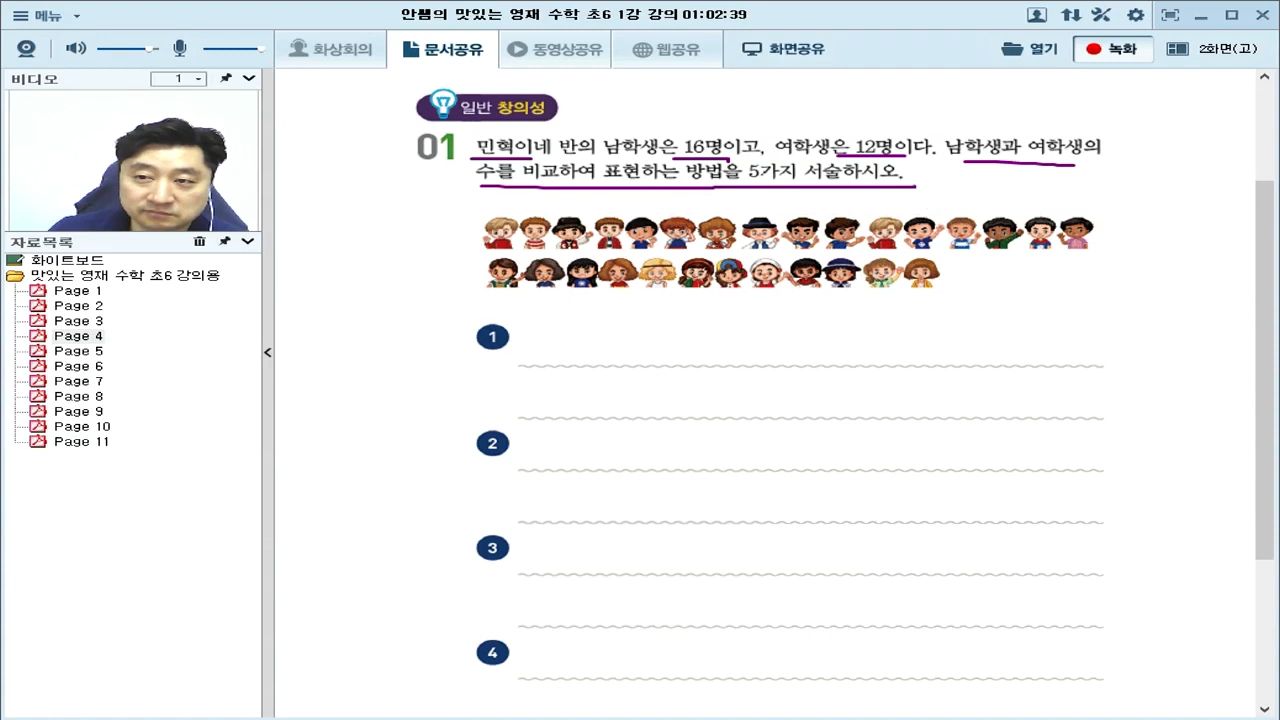 메뉴
안쌤의 맛있는 영재 수학 초6 1강 강의 01:02:39
화상회의
문서공유
동영상공유
웹공유
화면공유
열기
녹화
2화면(고)
비디오
1
자료목록
화이트보드
맛있는 영재 수학 초6 강의용
Page 1
Page 2
Page 3
Page 4
Page 5
Page 6
Page 7
Page 8
Page 9
Page 10
Page 11
일반 창의성
01 민혁이네 반의 남학생은 16명이고, 여학생은 12명이다. 남학생과 여학생의
수를 비교하여 표현하는 방법을 5가지 서술하시오.
1
2
3
4